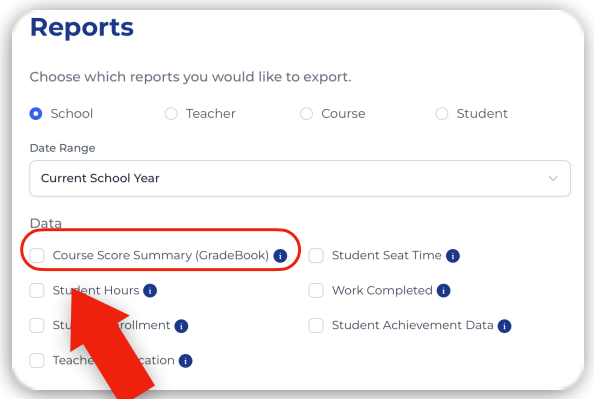 Reports
Choose which reports you would like to export.
School Teacher Course Student
Date Range
Current School Year
Data
Course Score Summary (GradeBook) i Student Seat Time i
Student Hours i Work Completed i
i Student Achievement Data i
i